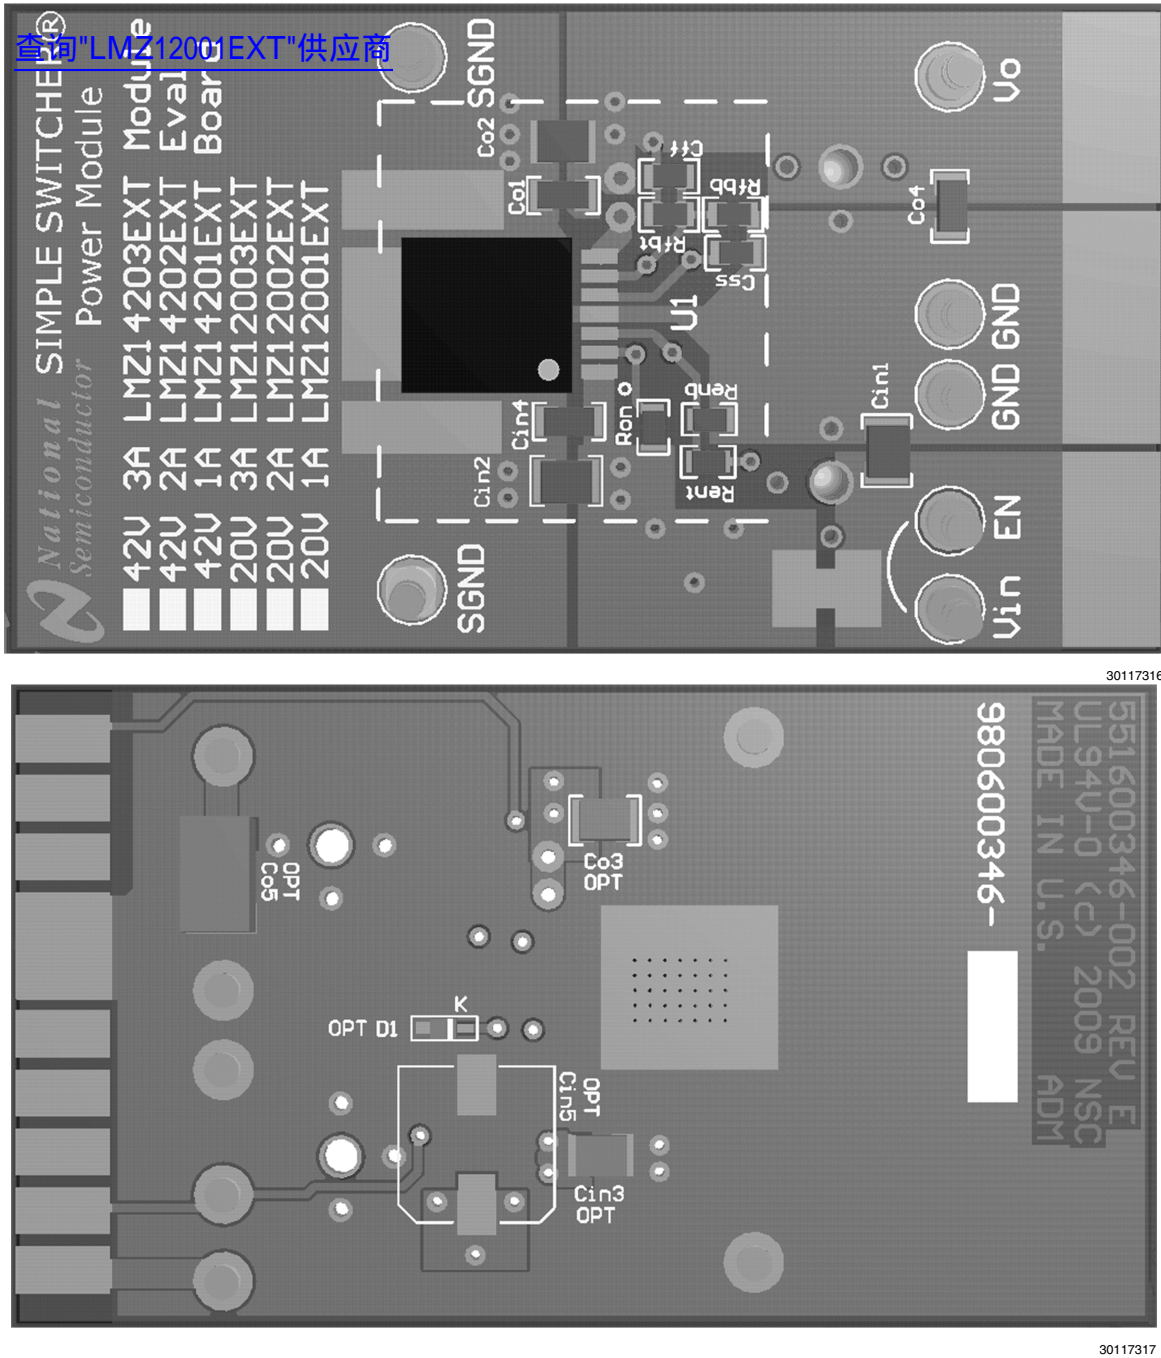 查询"LMZ12001EXT"供应商
SIMPLE SWITCHER®
Power Module
National
Semiconductor
Module
Eval
Board
42V 3A LMZ14203EXT
42V 2A LMZ14202EXT
42V 1A LMZ14201EXT
20V 3A LMZ12003EXT
20V 2A LMZ12002EXT
20V 1A LMZ12001EXT
SGND
Co2
Co1
Cff
Rfbb
Rfbt
Css
U1
Vo
Co4
GND
GND
Cin1
Renb
Ron
Cin4
Cin2
Rent
EN
Vin
SGND
30117316
980600346-
551600346-002 REV E
UL94V-0 (c) 2009 NSC
MADE IN U.S. ADM
Co3
OPT
OPT
Co5
K
OPT D1
OPT
Cin5
Cin3
OPT
30117317